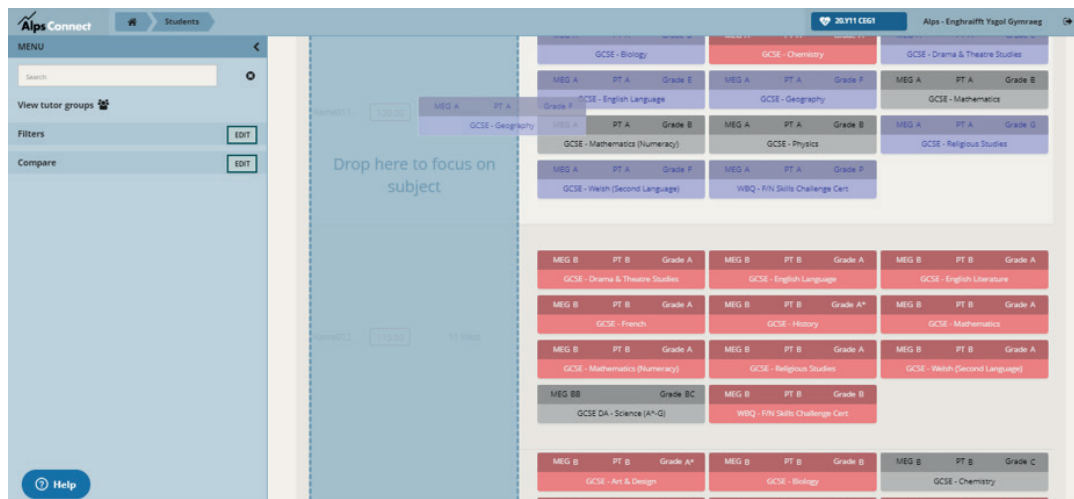 Alps Connect
Students
20.Y11 CEG1
Alps - Enghraifft Ysgol Gymraeg
MENU
Search
View tutor groups
Filters EDIT
Compare EDIT
Help
Drop here to focus on
subject
MEG A PT A Grade F
GCSE - Geography
GCSE - Biology
GCSE - Chemistry
GCSE - Drama & Theatre Studies
MEG A PT A Grade E
GCSE - English Language
MEG A PT A Grade F
GCSE - Geography
MEG A PT A Grade B
GCSE - Mathematics
MEG A PT A Grade B
GCSE - Mathematics (Numeracy)
MEG A PT A Grade B
GCSE - Physics
MEG A PT A Grade G
GCSE - Religious Studies
MEG A PT A Grade F
GCSE - Welsh (Second Language)
MEG A PT A Grade P
WBQ - F/N Skills Challenge Cert
MEG B PT B Grade A
GCSE - Drama & Theatre Studies
MEG B PT B Grade A
GCSE - English Language
MEG B PT B Grade A
GCSE - English Literature
MEG B PT B Grade A
GCSE - French
MEG B PT B Grade A*
GCSE - History
MEG B PT B Grade A
GCSE - Mathematics
MEG B PT B Grade A
GCSE - Mathematics (Numeracy)
MEG B PT B Grade A
GCSE - Religious Studies
MEG B PT B Grade A
GCSE - Welsh (Second Language)
MEG BB Grade BC
GCSE DA - Science (A*-G)
MEG B PT B Grade B
WBQ - F/N Skills Challenge Cert
MEG B PT B Grade A*
GCSE - Art & Design
MEG B PT B Grade B
GCSE - Biology
MEG B PT B Grade C
GCSE - Chemistry